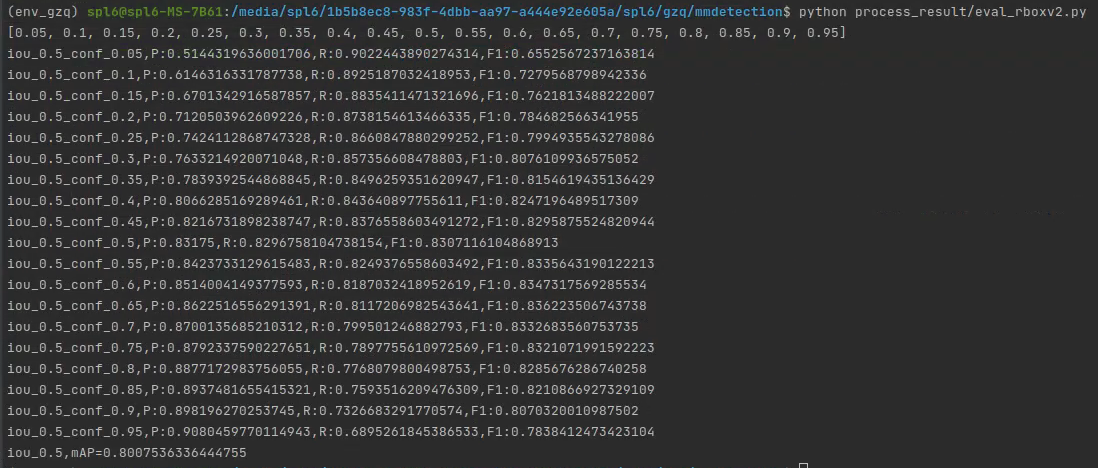 (env_gzq) spl6@spl6-MS-7B61:/media/spl6/1b5b8ec8-983f-4dbb-aa97-a444e92e605a/spl6/gzq/mmdetection$ python process_result/eval_rboxv2.py
[0.05, 0.1, 0.15, 0.2, 0.25, 0.3, 0.35, 0.4, 0.45, 0.5, 0.55, 0.6, 0.65, 0.7, 0.75, 0.8, 0.85, 0.9, 0.95]
iou_0.5_conf_0.05,P:0.5144319636001706,R:0.9022443890274314,F1:0.6552567237163814
iou_0.5_conf_0.1,P:0.6146316331787738,R:0.8925187032418953,F1:0.7279568798942336
iou_0.5_conf_0.15,P:0.6701342916587857,R:0.8835411471321696,F1:0.7621813488222007
iou_0.5_conf_0.2,P:0.7120503962609226,R:0.8738154613466335,F1:0.784682566341955
iou_0.5_conf_0.25,P:0.7424112868747328,R:0.8660847880299252,F1:0.7994935543278086
iou_0.5_conf_0.3,P:0.7633214920071048,R:0.857356608478803,F1:0.8076109936575052
iou_0.5_conf_0.35,P:0.7839392544868845,R:0.8496259351620947,F1:0.8154619435136429
iou_0.5_conf_0.4,P:0.8066285169289461,R:0.843640897755611,F1:0.8247196489517309
iou_0.5_conf_0.45,P:0.8216731898238747,R:0.8376558603491272,F1:0.8295875524820944
iou_0.5_conf_0.5,P:0.83175,R:0.8296758104738154,F1:0.8307116104868913
iou_0.5_conf_0.55,P:0.8423733129615483,R:0.8249376558603492,F1:0.8335643190122213
iou_0.5_conf_0.6,P:0.8514004149377593,R:0.8187032418952619,F1:0.8347317569285534
iou_0.5_conf_0.65,P:0.8622516556291391,R:0.8117206982543641,F1:0.836223506743738
iou_0.5_conf_0.7,P:0.8700135685210312,R:0.799501246882793,F1:0.8332683560753735
iou_0.5_conf_0.75,P:0.8792337590227651,R:0.7897755610972569,F1:0.8321071991592223
iou_0.5_conf_0.8,P:0.8877172983756055,R:0.7768079800498753,F1:0.8285676286740258
iou_0.5_conf_0.85,P:0.8937481655415321,R:0.7593516209476309,F1:0.8210866927329109
iou_0.5_conf_0.9,P:0.898196270253745,R:0.7326683291770574,F1:0.8070320010987502
iou_0.5_conf_0.95,P:0.9080459770114943,R:0.6895261845386533,F1:0.7838412473423104
iou_0.5,mAP=0.8007536336444755